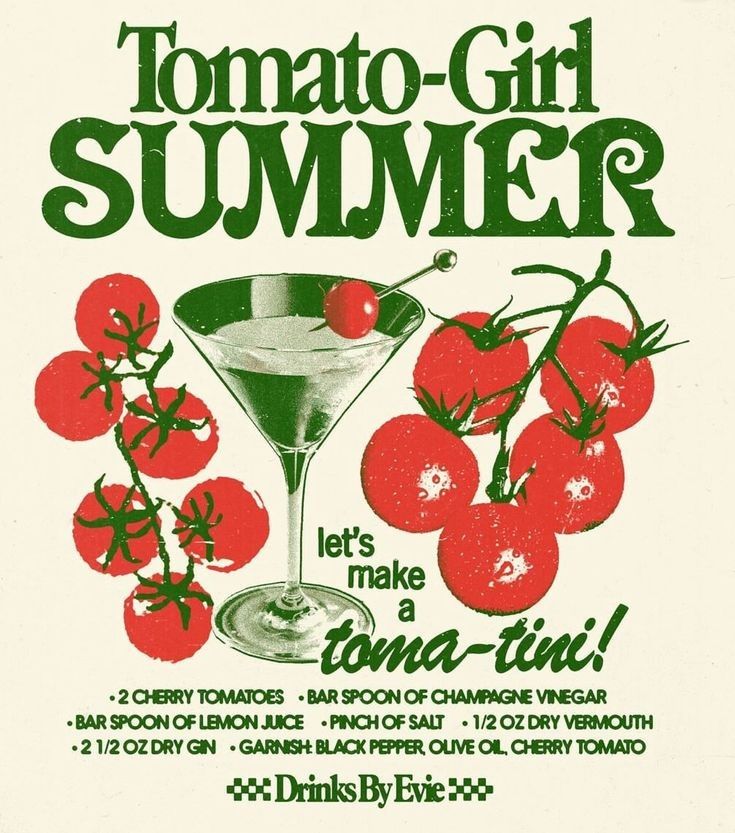 Tomato-Girl
SUMMER
let's
make
a
toma-tini!
• 2 CHERRY TOMATOES • BAR SPOON OF CHAMPAGNE VINEGAR
• BAR SPOON OF LEMON JUICE • PINCH OF SALT • 1/2 OZ DRY VERMOUTH
• 2 1/2 OZ DRY GIN • GARNISH: BLACK PEPPER, OLIVE OIL, CHERRY TOMATO
Drinks By Evie